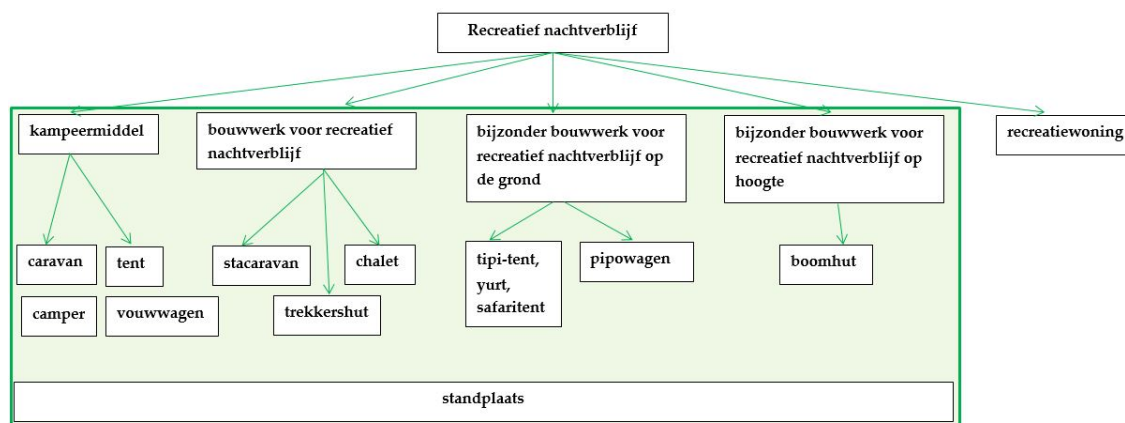 Recreatief nachtverblijf
kampeermiddel
bouwwerk voor recreatief
nachtverblijf
bijzonder bouwwerk voor
recreatief nachtverblijf op
de grond
bijzonder bouwwerk voor
recreatief nachtverblijf op
hoogte
recreatiewoning
caravan
tent
stacaravan
chalet
tipi-tent,
yurt,
safaritent
pipowagen
boomhut
camper
vouwwagen
trekkershut
standplaats